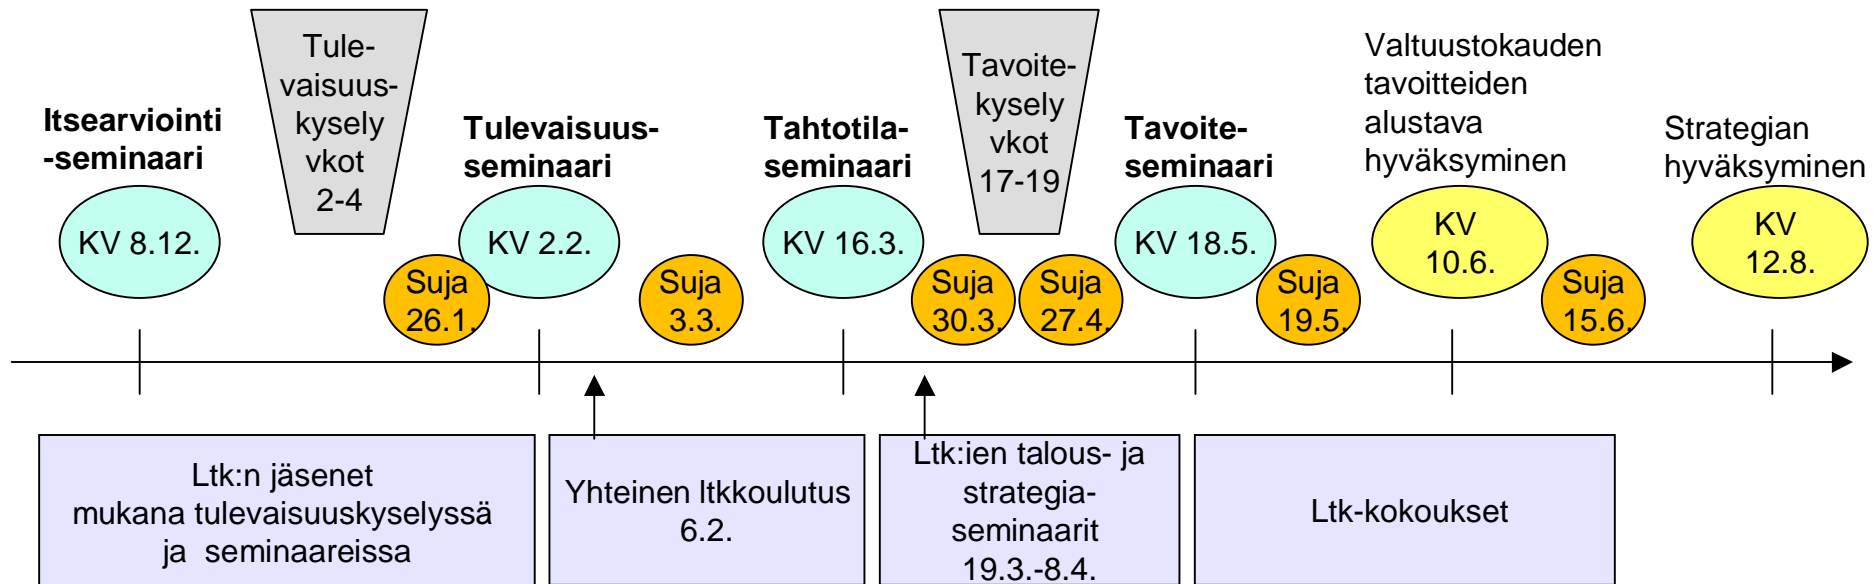 Tule-
vaisuus-
kysely
vkot
2-4
Tavoite-
kysely
vkot
17-19
Valtuustokauden
tavoitteiden
alustava
hyväksyminen
Strategian
hyväksyminen
Itsearviointi
-seminaari
Tulevaisuus-
seminaari
Tahtotila-
seminaari
Tavoite-
seminaari
KV 8.12.
KV 2.2.
KV 16.3.
KV 18.5.
KV
10.6.
KV
12.8.
Suja
26.1.
Suja
3.3.
Suja
30.3.
Suja
27.4.
Suja
19.5.
Suja
15.6.
Ltk:n jäsenet
mukana tulevaisuuskyselyssä
ja seminaareissa
Yhteinen ltkkoulutus
6.2.
Ltk:ien talous- ja
strategia-
seminaarit
19.3.-8.4.
Ltk-kokoukset